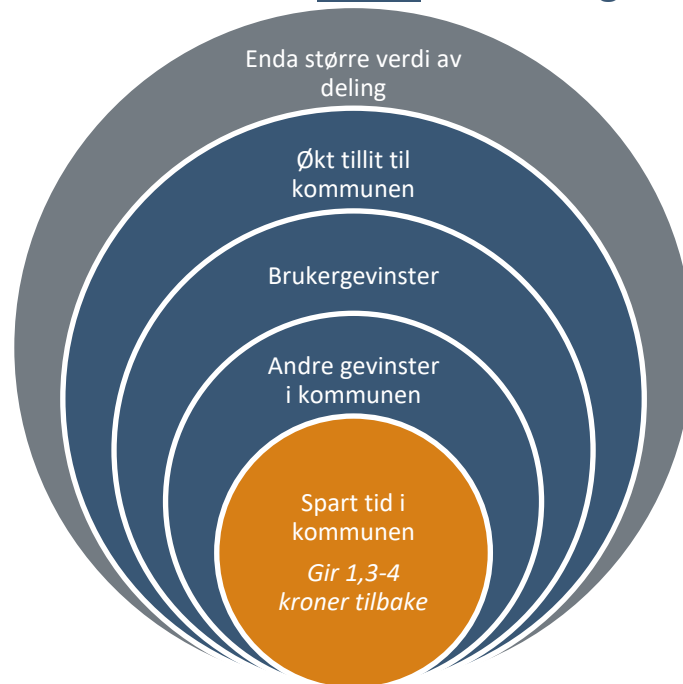 Enda større verdi av
deling
Økt tillit til
kommunen
Brukergevinster
Andre gevinster
i kommunen
Spart tid i
kommunen
Gir 1,3-4
kroner tilbake